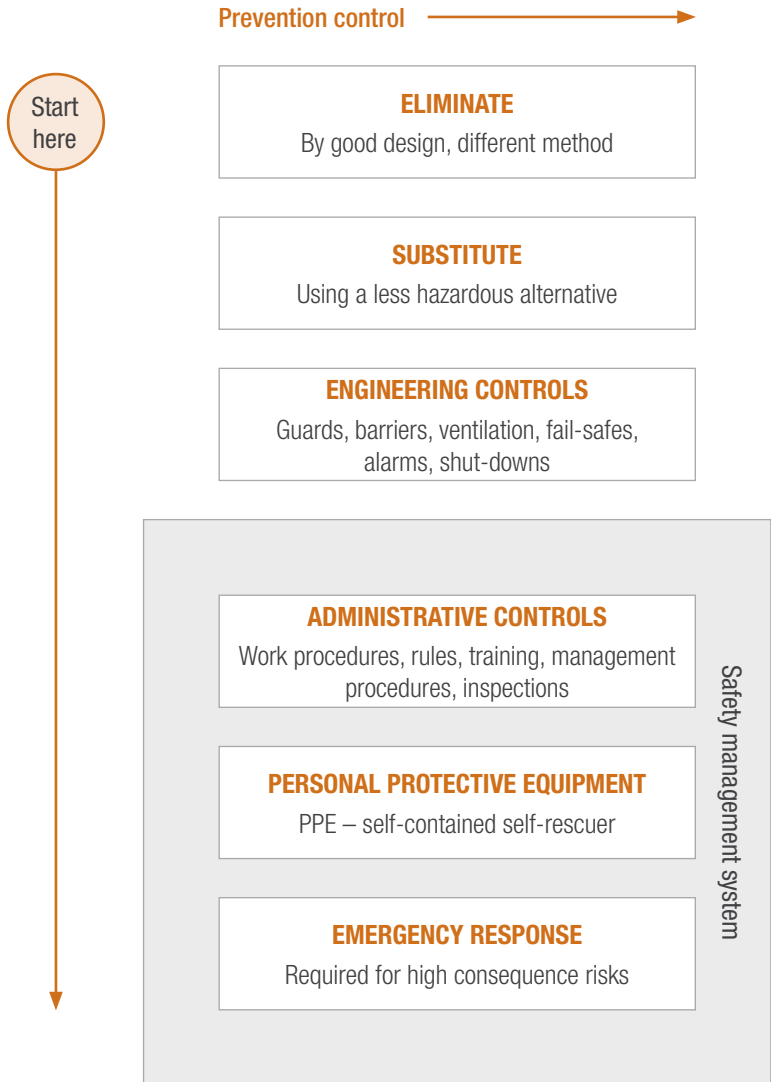 Prevention control
Start
here
ELIMINATE
By good design, different method
SUBSTITUTE
Using a less hazardous alternative
ENGINEERING CONTROLS
Guards, barriers, ventilation, fail-safes,
alarms, shut-downs
ADMINISTRATIVE CONTROLS
Work procedures, rules, training, management
procedures, inspections
PERSONAL PROTECTIVE EQUIPMENT
PPE – self-contained self-rescuer
EMERGENCY RESPONSE
Required for high consequence risks
Safety management system